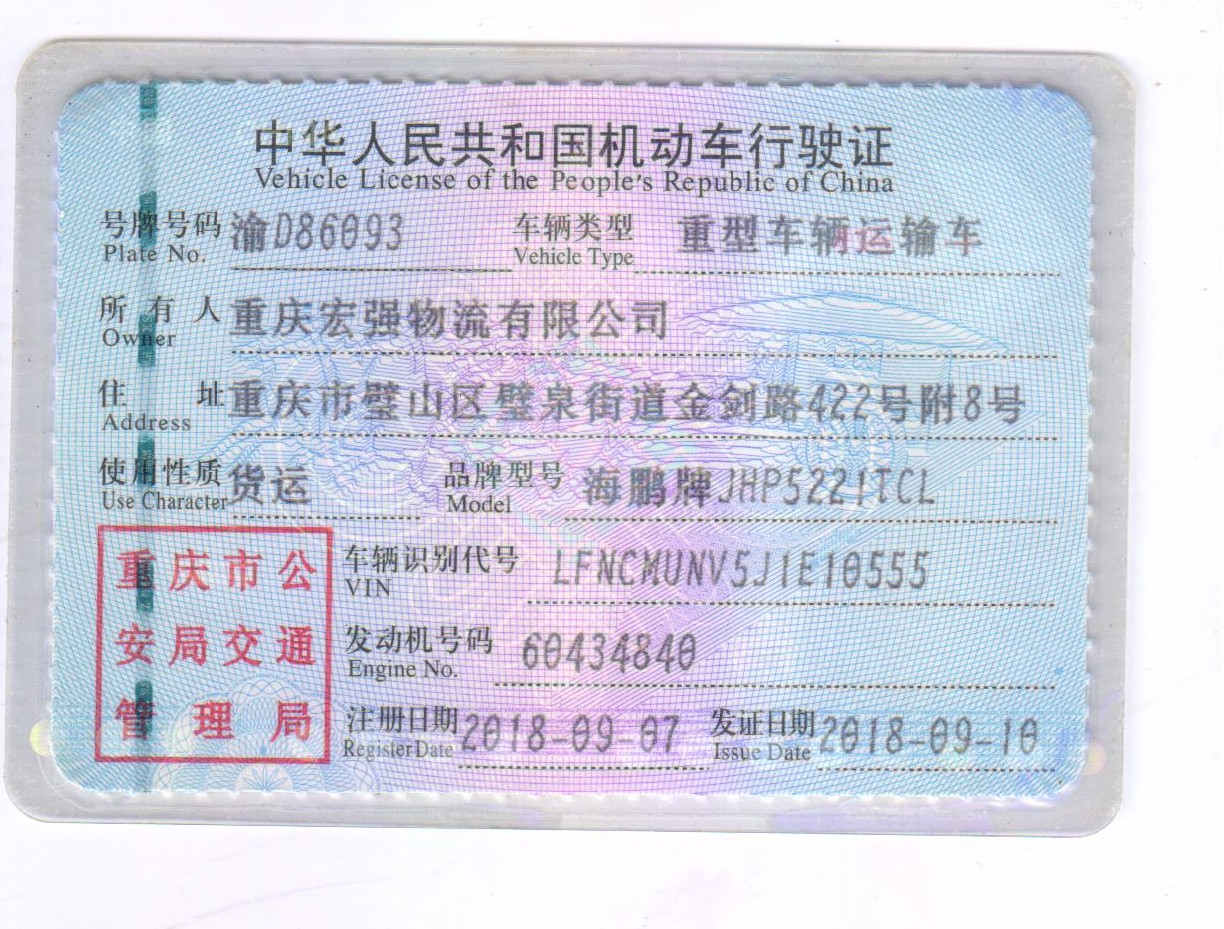 中华人民共和国机动车行驶证
Vehicle License of the People's Republic of China
号牌号码 渝D86093 车辆类型 重型车辆运输车
Plate No. Vehicle Type
所有人 重庆宏强物流有限公司
Owner
住址 重庆市璧山区璧泉街道金剑路422号附8号
Address
使用性质 货运 品牌型号 海鹏牌JHP5221TCL
Use Character Model
重庆市公
安局交通
管理局
车辆识别代号 LFNCMUNV5J1E10555
VIN
发动机号码 60434840
Engine No.
注册日期 2018-09-07 发证日期 2018-09-10
Register Date Issue Date